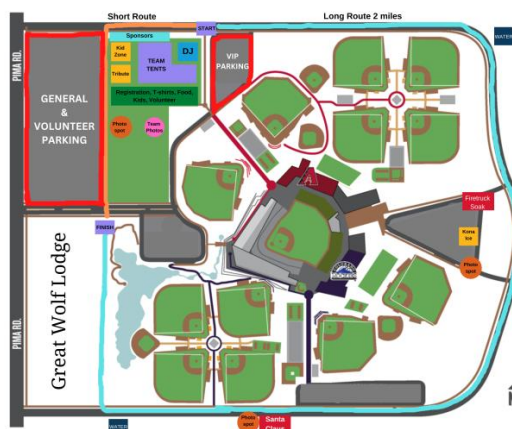 Short Route
Long Route 2 miles
START
Sponsors
WATER
Kid
Zone
TEAM
TENTS
DJ
VIP
PARKING
Tribute
PIMA RD.
GENERAL
&
VOLUNTEER
PARKING
Registration, T-shirts, Food,
Kids, Volunteer
Photo
spot
Team
Photos
Firetruck
Soak
FINISH
Kona
Ice
Photo
spot
Great Wolf Lodge
PIMA RD.
WATER
Photo
spot
Santa
Claus